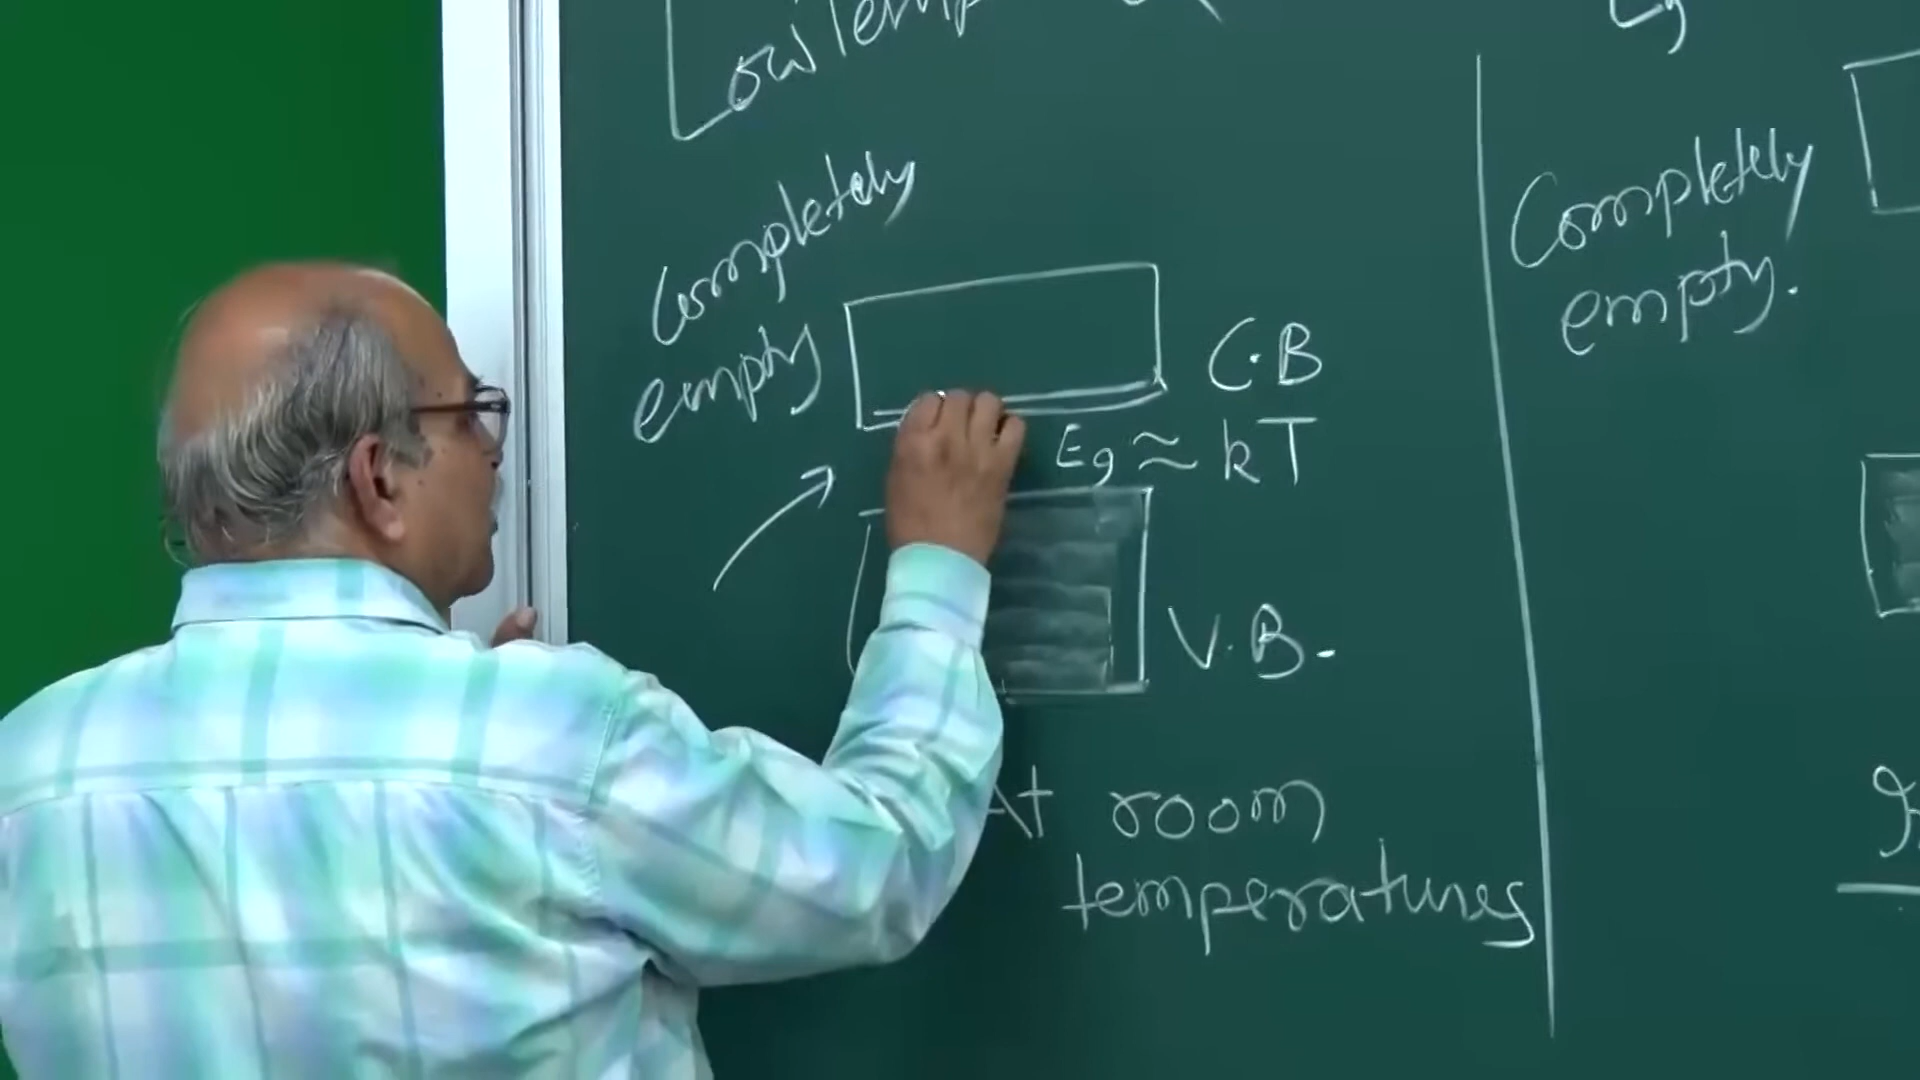 Low Temp
Completely
empty
C.B
Eg ≈ kT
V.B.
At room
temperatures
Completely
empty.